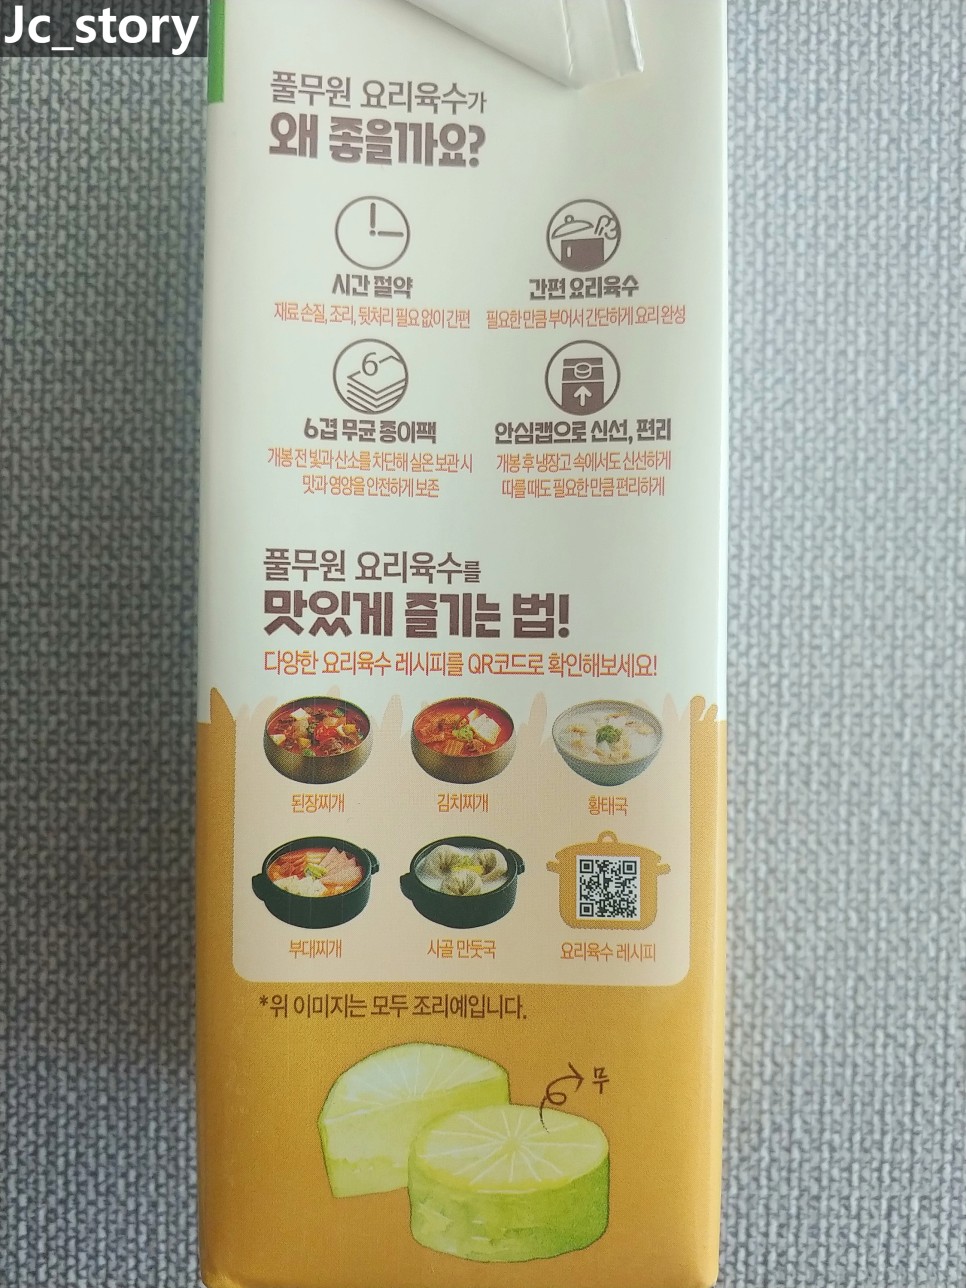 Jc_story
풀무원 요리육수가
왜 좋을까요?
시간 절약
재료 손질, 조리, 뒷처리 필요 없이 간편
간편 요리육수
필요한 만큼 부어서 간단하게 요리 완성
6
6겹 무균 종이팩
개봉 전 빛과 산소를 차단해 실온 보관 시
맛과 영양을 안전하게 보존
안심캡으로 신선, 편리
개봉 후 냉장고 속에서도 신선하게
따를 때도 필요한 만큼 편리하게
풀무원 요리육수를
맛있게 즐기는 법!
다양한 요리육수 레시피를 QR코드로 확인해보세요!
된장찌개
김치찌개
황태국
부대찌개
사골 만둣국
요리육수 레시피
*위 이미지는 모두 조리예입니다.
무